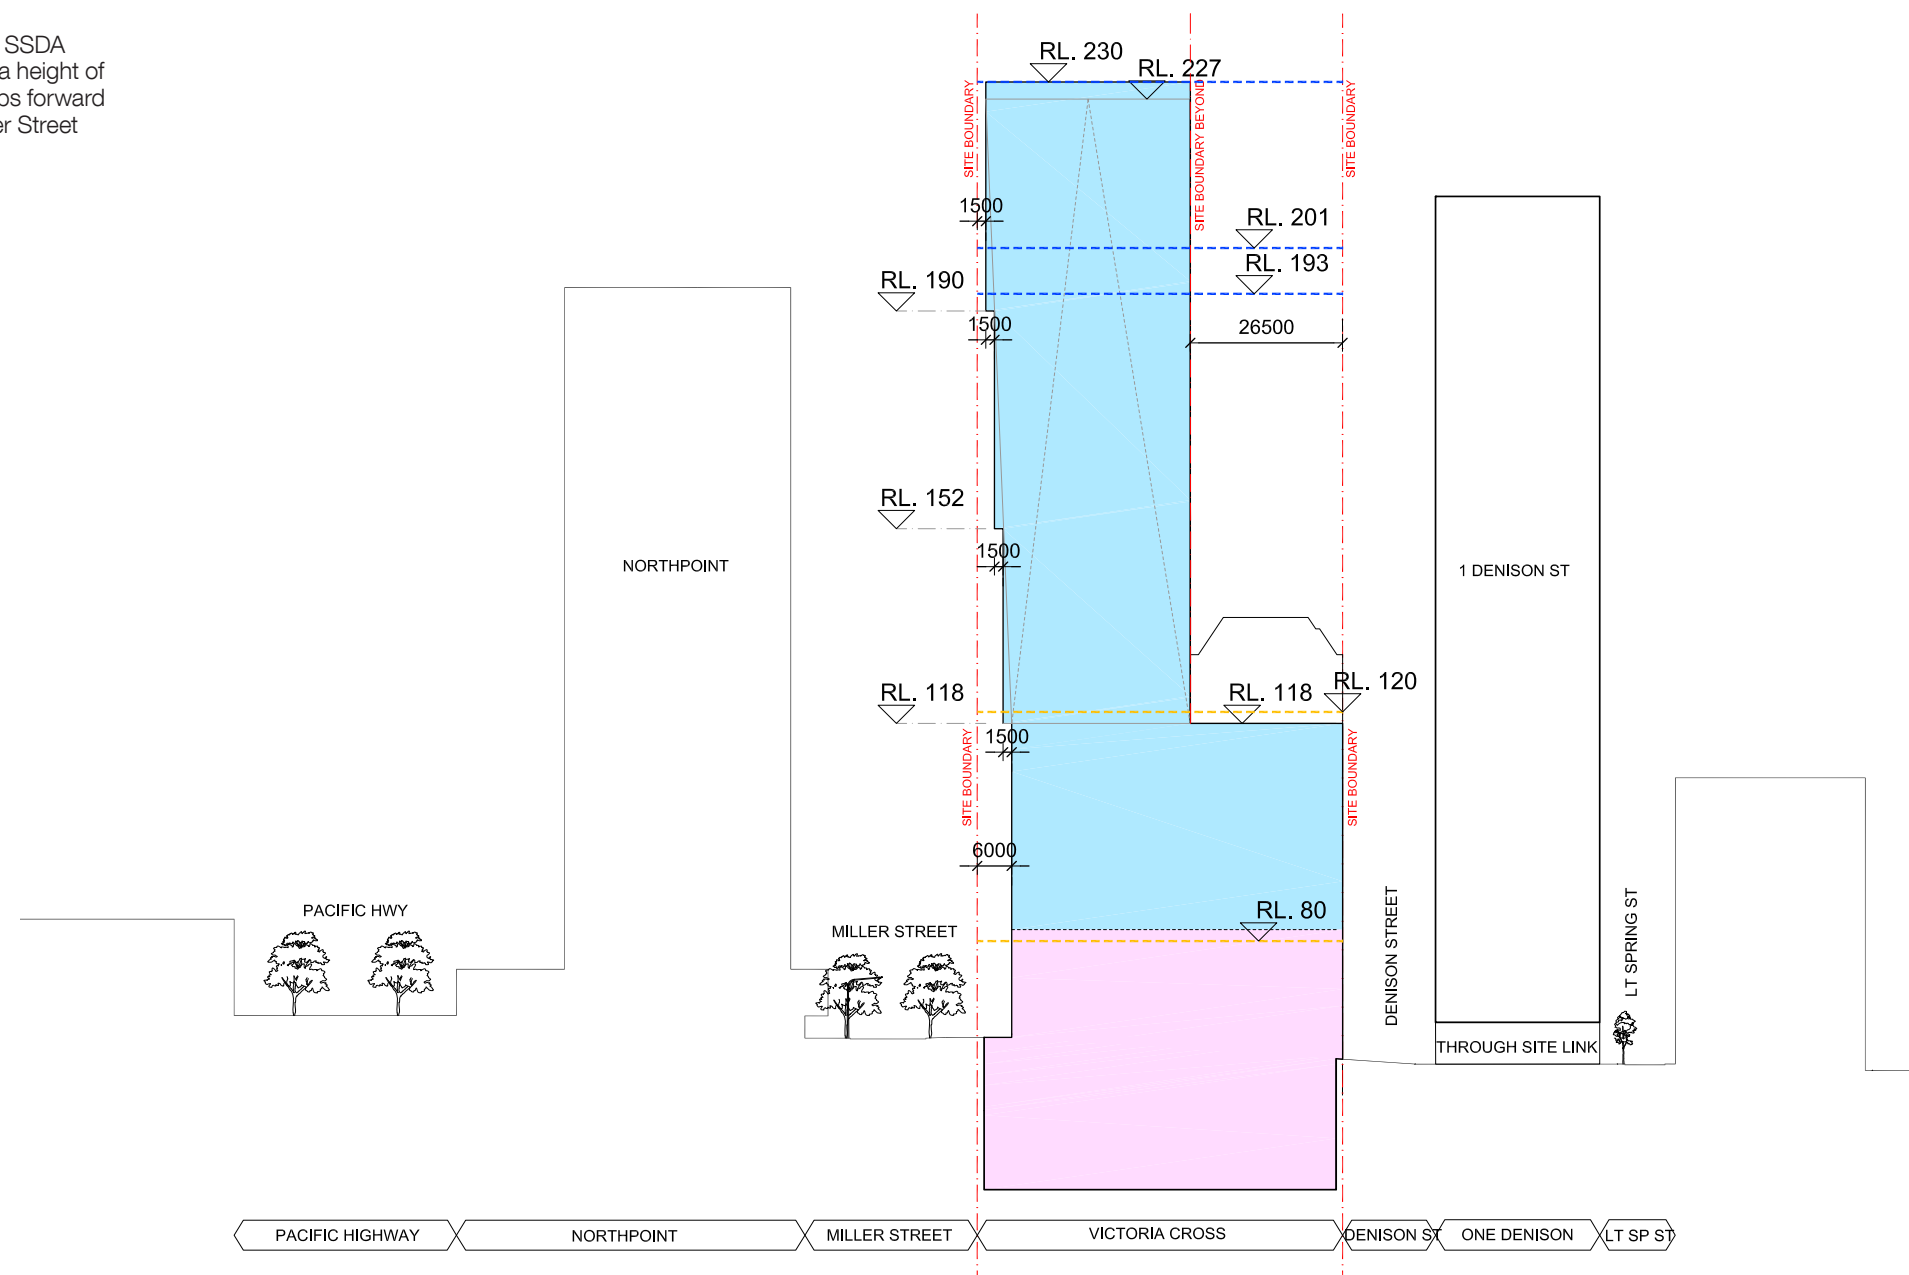 SSDA
a height of
os forward
er Street
RL. 230
RL. 227
SITE BOUNDARY
SITE BOUNDARY BEYOND
SITE BOUNDARY
1500
RL. 201
RL. 193
RL. 190
1500
26500
RL. 152
1500
NORTHPOINT
1 DENISON ST
RL. 118
RL. 118
RL. 120
1500
SITE BOUNDARY
SITE BOUNDARY
6000
PACIFIC HWY
MILLER STREET
RL. 80
DENISON STREET
LT SPRING ST
THROUGH SITE LINK
PACIFIC HIGHWAY
NORTHPOINT
MILLER STREET
VICTORIA CROSS
DENISON ST
ONE DENISON
LT SP ST